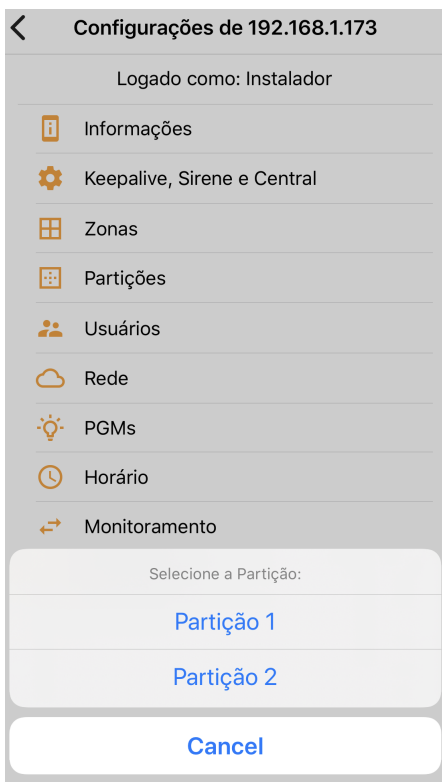 Configurações de 192.168.1.173
Logado como: Instalador
Informações
Keepalive, Sirene e Central
Zonas
Partições
Usuários
Rede
PGMs
Horário
Monitoramento
Selecione a Partição:
Partição 1
Partição 2
Cancel